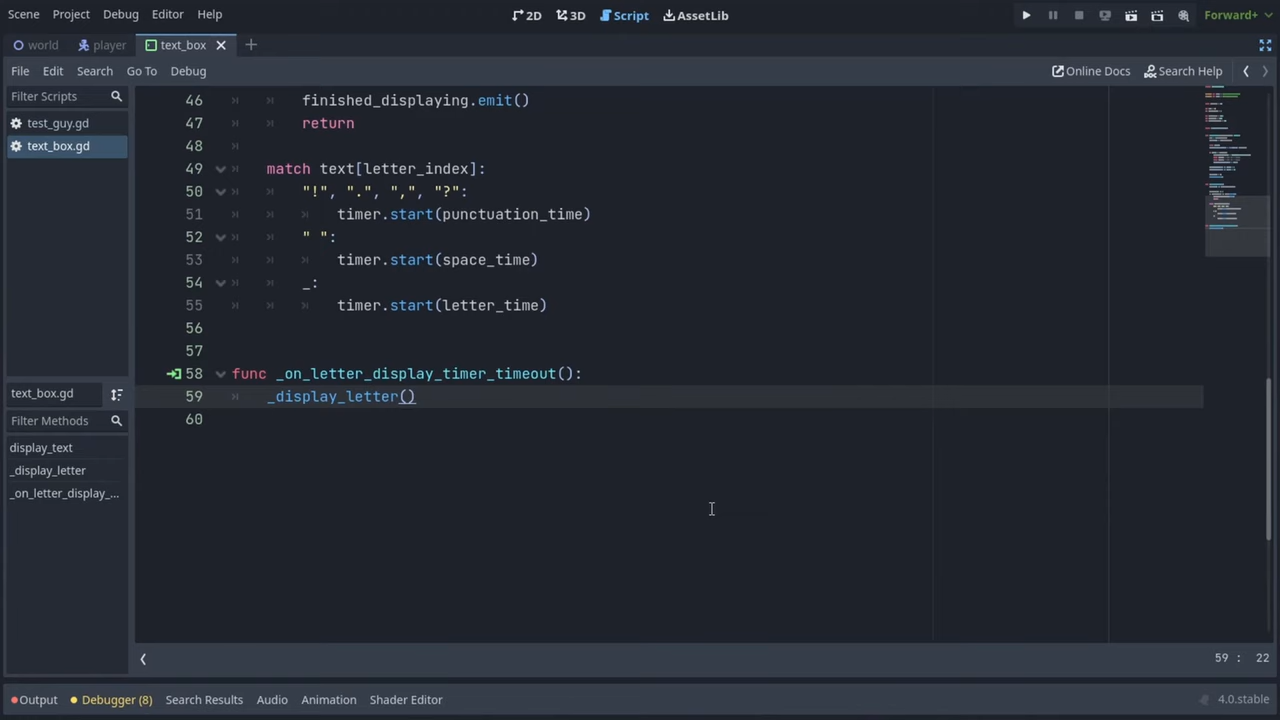 Scene Project Debug Editor Help 2D 3D Script AssetLib Forward+
world player text_box
File Edit Search Go To Debug Online Docs Search Help
Filter Scripts
test_guy.gd
text_box.gd
text_box.gd
Filter Methods
display_text
_display_letter
_on_letter_display_...
46 finished_displaying.emit()
47 return
48
49 match text[letter_index]:
50 "!", ".", ",", "?":
51 timer.start(punctuation_time)
52 " ":
53 timer.start(space_time)
54 _:
55 timer.start(letter_time)
56
57
58 func _on_letter_display_timer_timeout():
59 _display_letter()
60
59 : 22
Output Debugger (8) Search Results Audio Animation Shader Editor 4.0.stable